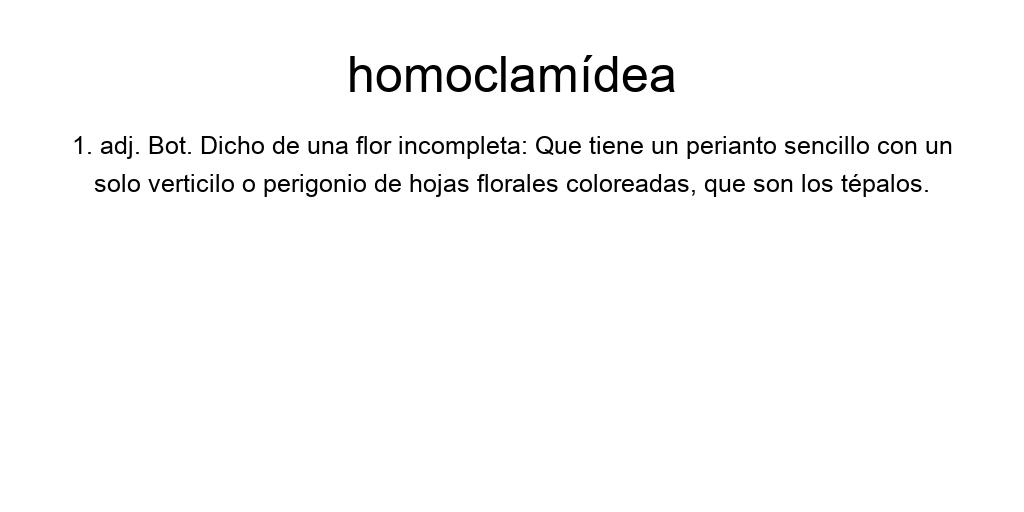 homoclamídea
1. adj. Bot. Dicho de una flor incompleta: Que tiene un perianto sencillo con un
solo verticilo o perigonio de hojas florales coloreadas, que son los tépalos.